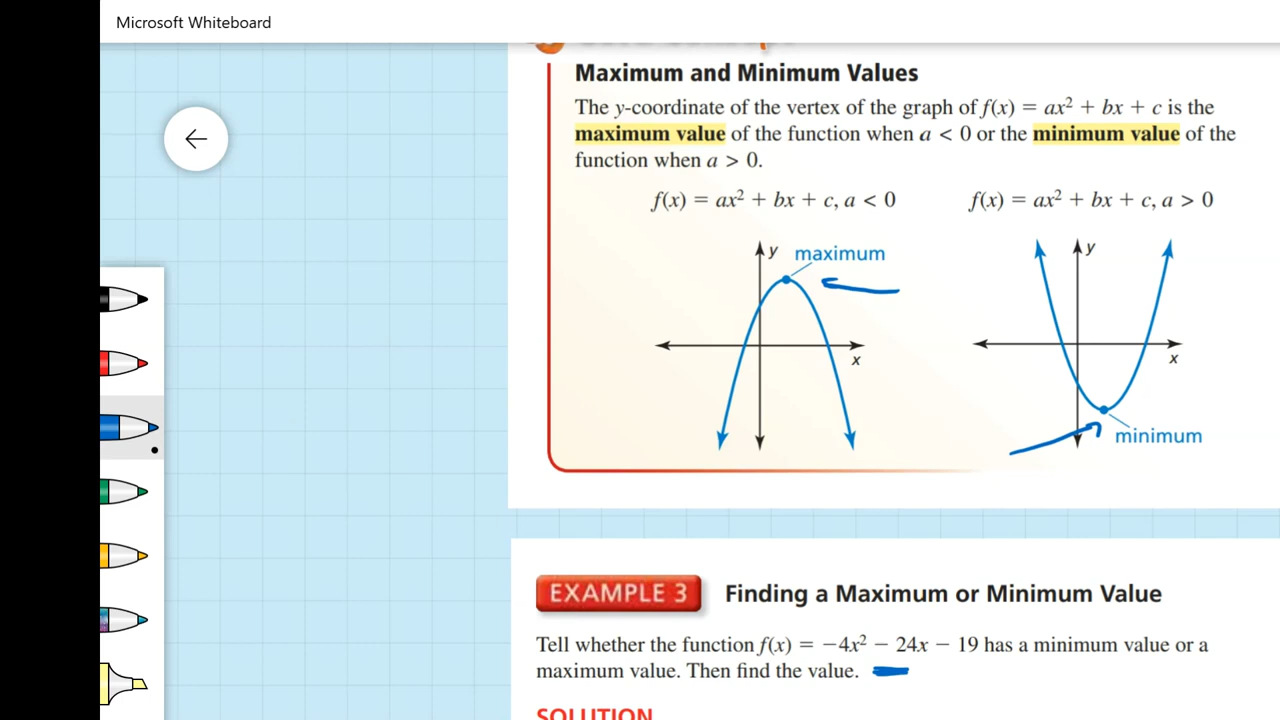 Microsoft Whiteboard
Maximum and Minimum Values
The y-coordinate of the vertex of the graph of f(x) = ax² + bx + c is the
maximum value of the function when a < 0 or the minimum value of the
function when a > 0.
f(x) = ax² + bx + c, a < 0
f(x) = ax² + bx + c, a > 0
y
maximum
x
y
x
minimum
EXAMPLE 3 Finding a Maximum or Minimum Value
Tell whether the function f(x) = −4x² − 24x − 19 has a minimum value or a
maximum value. Then find the value.
SOLUTION